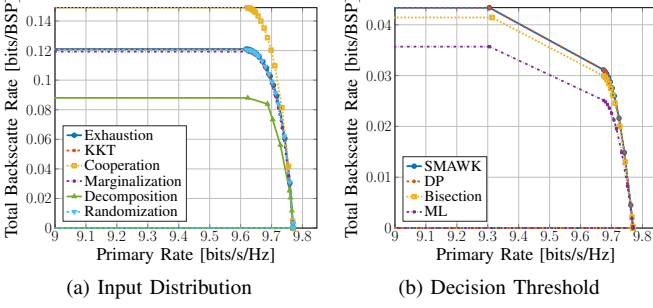 Total Backscatte Rate [bits/BSP]
0.14
0.12
0.1
0.08
0.06
0.04
0.02
0
Exhaustion
KKT
Cooperation
Marginalization
Decomposition
Randomization
9 9.1 9.2 9.3 9.4 9.5 9.6 9.7 9.8
Primary Rate [bits/s/Hz]
(a) Input Distribution
Total Backscatte Rate [bits/BSP]
0.04
0.03
0.02
0.01
0
SMAWK
DP
Bisection
ML
9 9.1 9.2 9.3 9.4 9.5 9.6 9.7 9.8
Primary Rate [bits/s/Hz]
(b) Decision Threshold